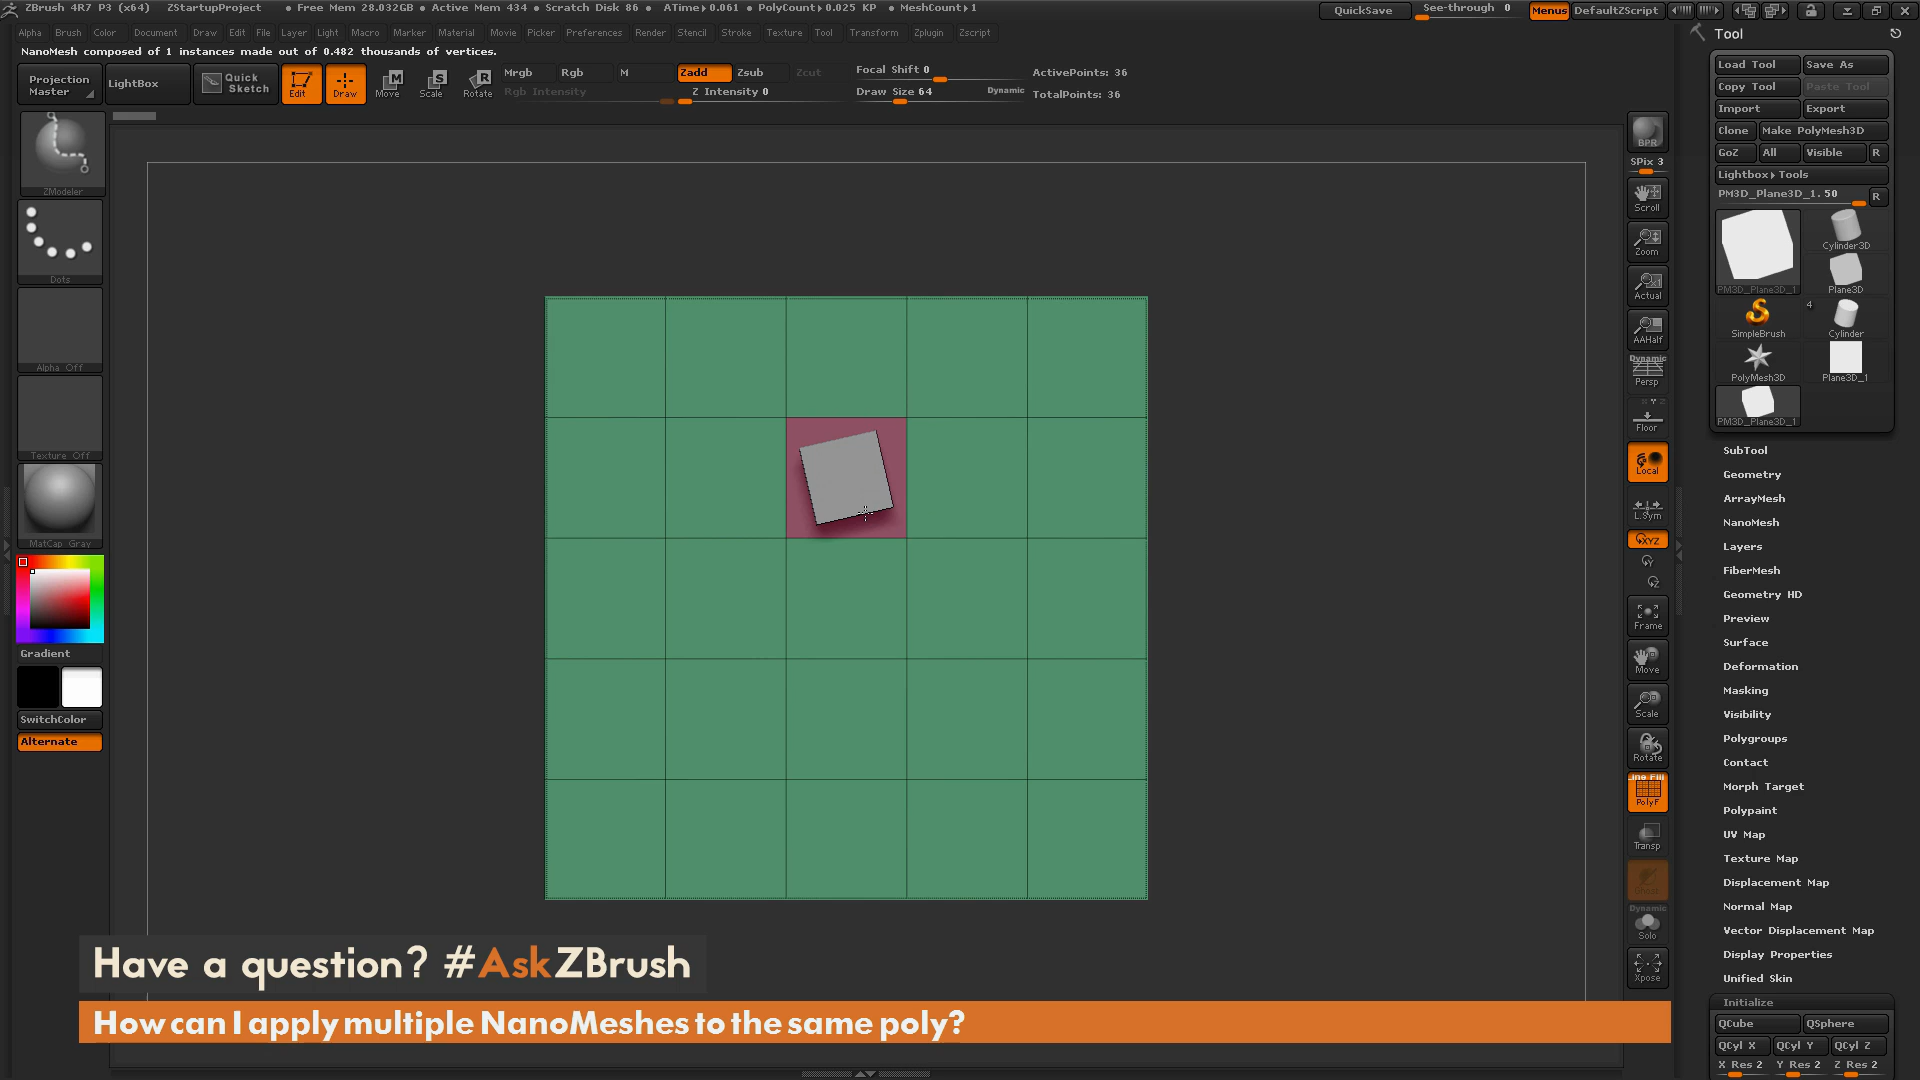 ZBrush 4R7 P3 (x64) ZStartupProject • Free Mem 28.032GB • Active Mem 434 • Scratch Disk 86 • ATime▸0.061 • PolyCount▸0.025 KP • MeshCount▸1 QuickSave See-through 0 Menus DefaultZScript
Alpha Brush Color Document Draw Edit File Layer Light Macro Marker Material Movie Picker Preferences Render Stencil Stroke Texture Tool Transform Zplugin Zscript
NanoMesh composed of 1 instances made out of 0.482 thousands of vertices.
Projection Master
LightBox
Quick Sketch
Edit
Draw
Move
Scale
Rotate
Mrgb Rgb M Zadd Zsub Zcut
Rgb Intensity Z Intensity 0
Focal Shift 0
Draw Size 64 Dynamic
ActivePoints: 36
TotalPoints: 36
ZModeler
Dots
Alpha Off
Texture Off
MatCap Gray
Gradient
SwitchColor
Alternate
BPR
SPix 3
Scroll
Zoom
Actual
AAHalf
Dynamic
Persp
Floor
Local
L.Sym
XYZ
Y
Z
Frame
Move
Scale
Rotate
Line Fill
PolyF
Transp
Ghost
Dynamic
Solo
Xpose
Tool
Load Tool Save As
Copy Tool Paste Tool
Import Export
Clone Make PolyMesh3D
GoZ All Visible R
Lightbox▸Tools
PM3D_Plane3D_1. 50 R
PM3D_Plane3D_1
Cylinder3D
Plane3D
SimpleBrush
4
Cylinder
PolyMesh3D
Plane3D_1
PM3D_Plane3D_1
SubTool
Geometry
ArrayMesh
NanoMesh
Layers
FiberMesh
Geometry HD
Preview
Surface
Deformation
Masking
Visibility
Polygroups
Contact
Morph Target
Polypaint
UV Map
Texture Map
Displacement Map
Normal Map
Vector Displacement Map
Display Properties
Unified Skin
Initialize
QCube QSphere
QCyl X QCyl Y QCyl Z
X Res 2 Y Res 2 Z Res 2
Have a question? #AskZBrush
How can I apply multiple NanoMeshes to the same poly?